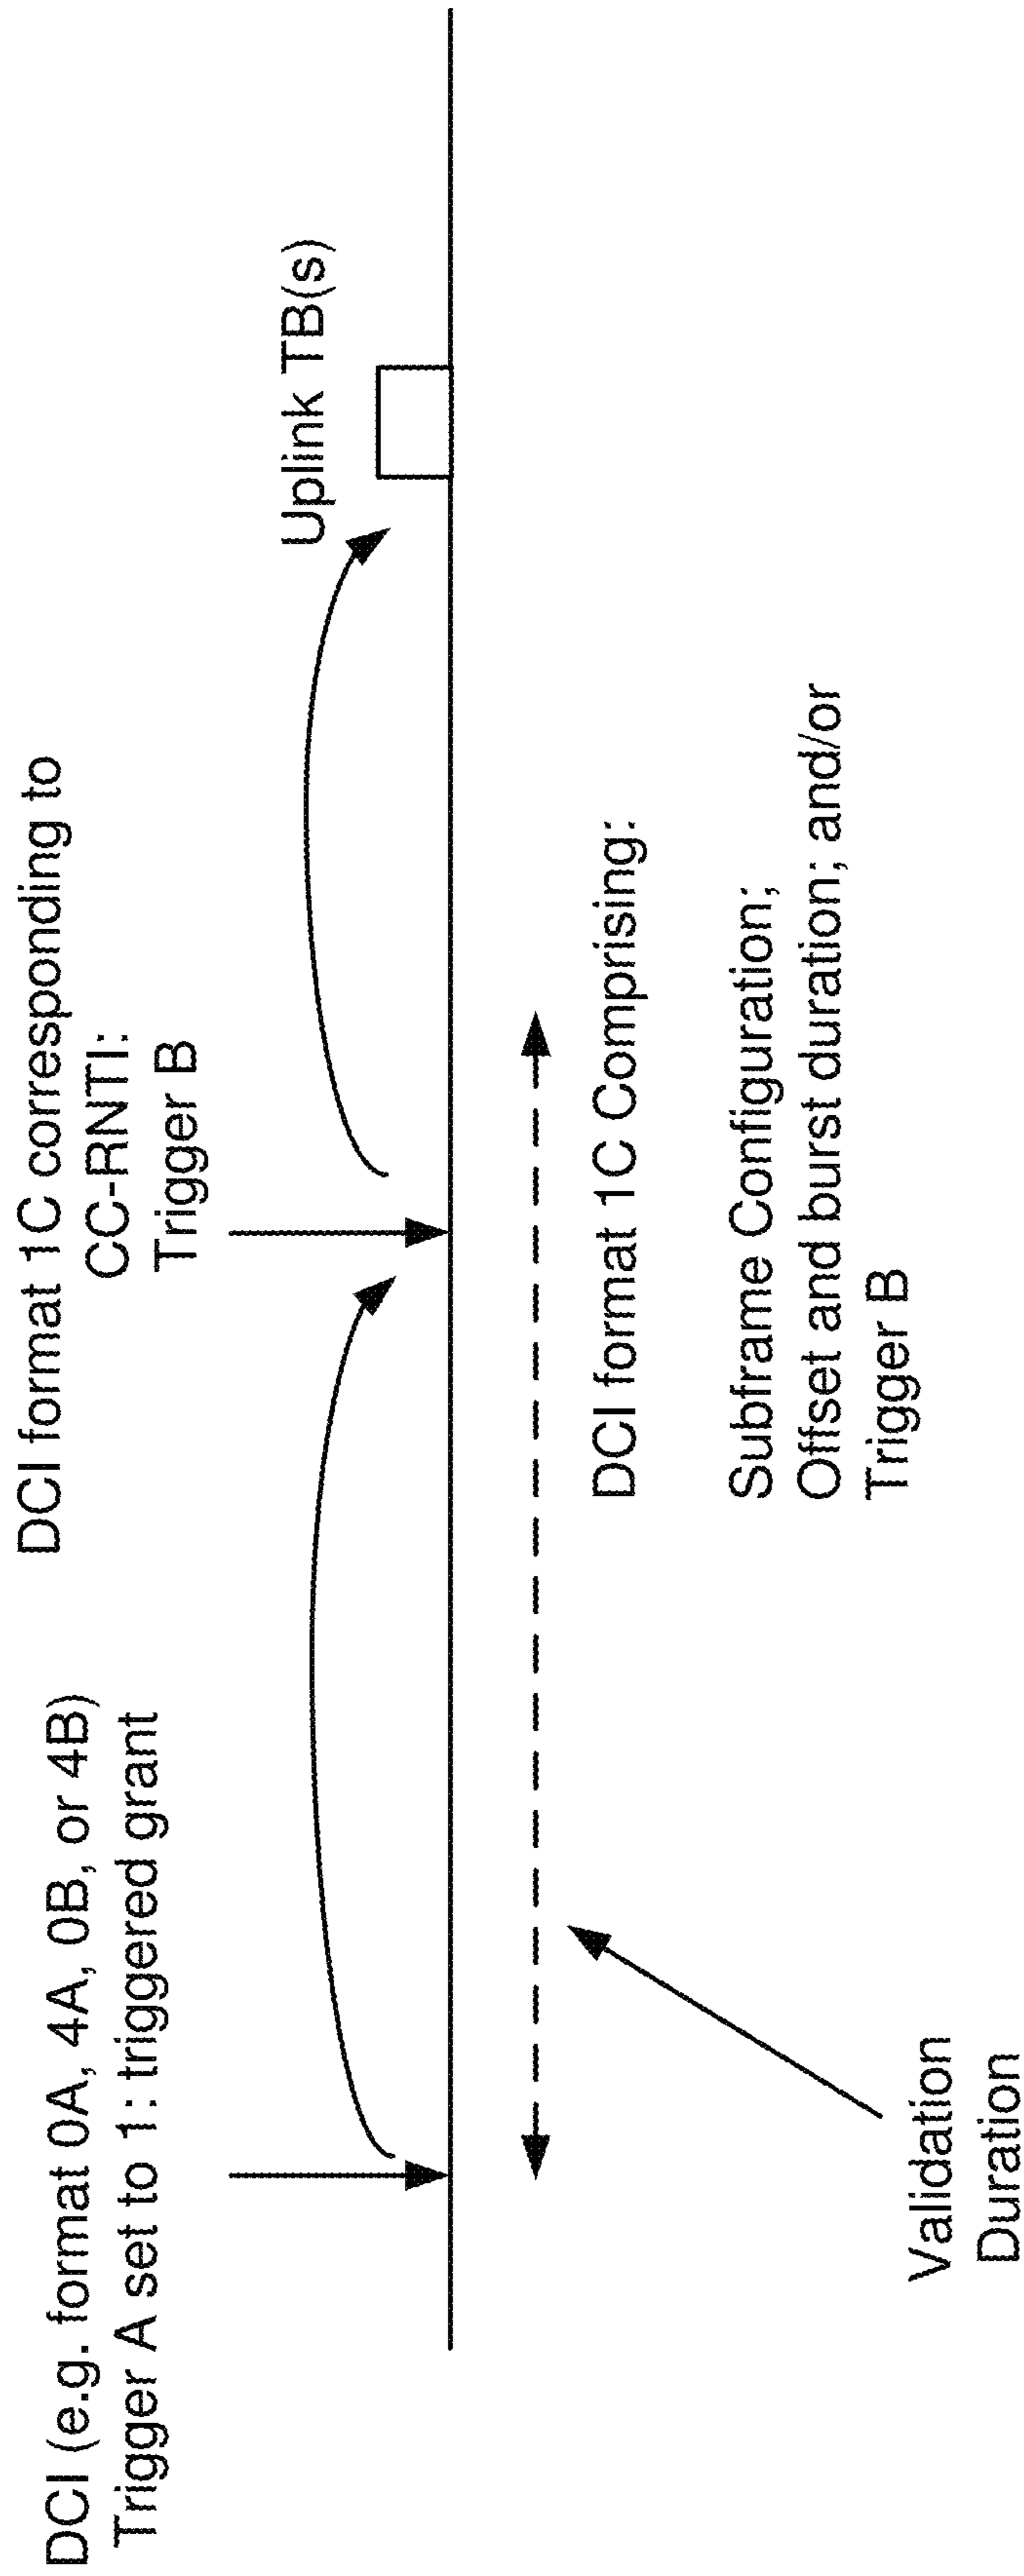 DCI (e.g. format 0A, 4A, 0B, or 4B)
Trigger A set to 1: triggered grant
DCI format 1C corresponding to
CC-RNTI:
Trigger B
Uplink TB(s)
Validation
Duration
DCI format 1C Comprising:
Subframe Configuration;
Offset and burst duration; and/or
Trigger B